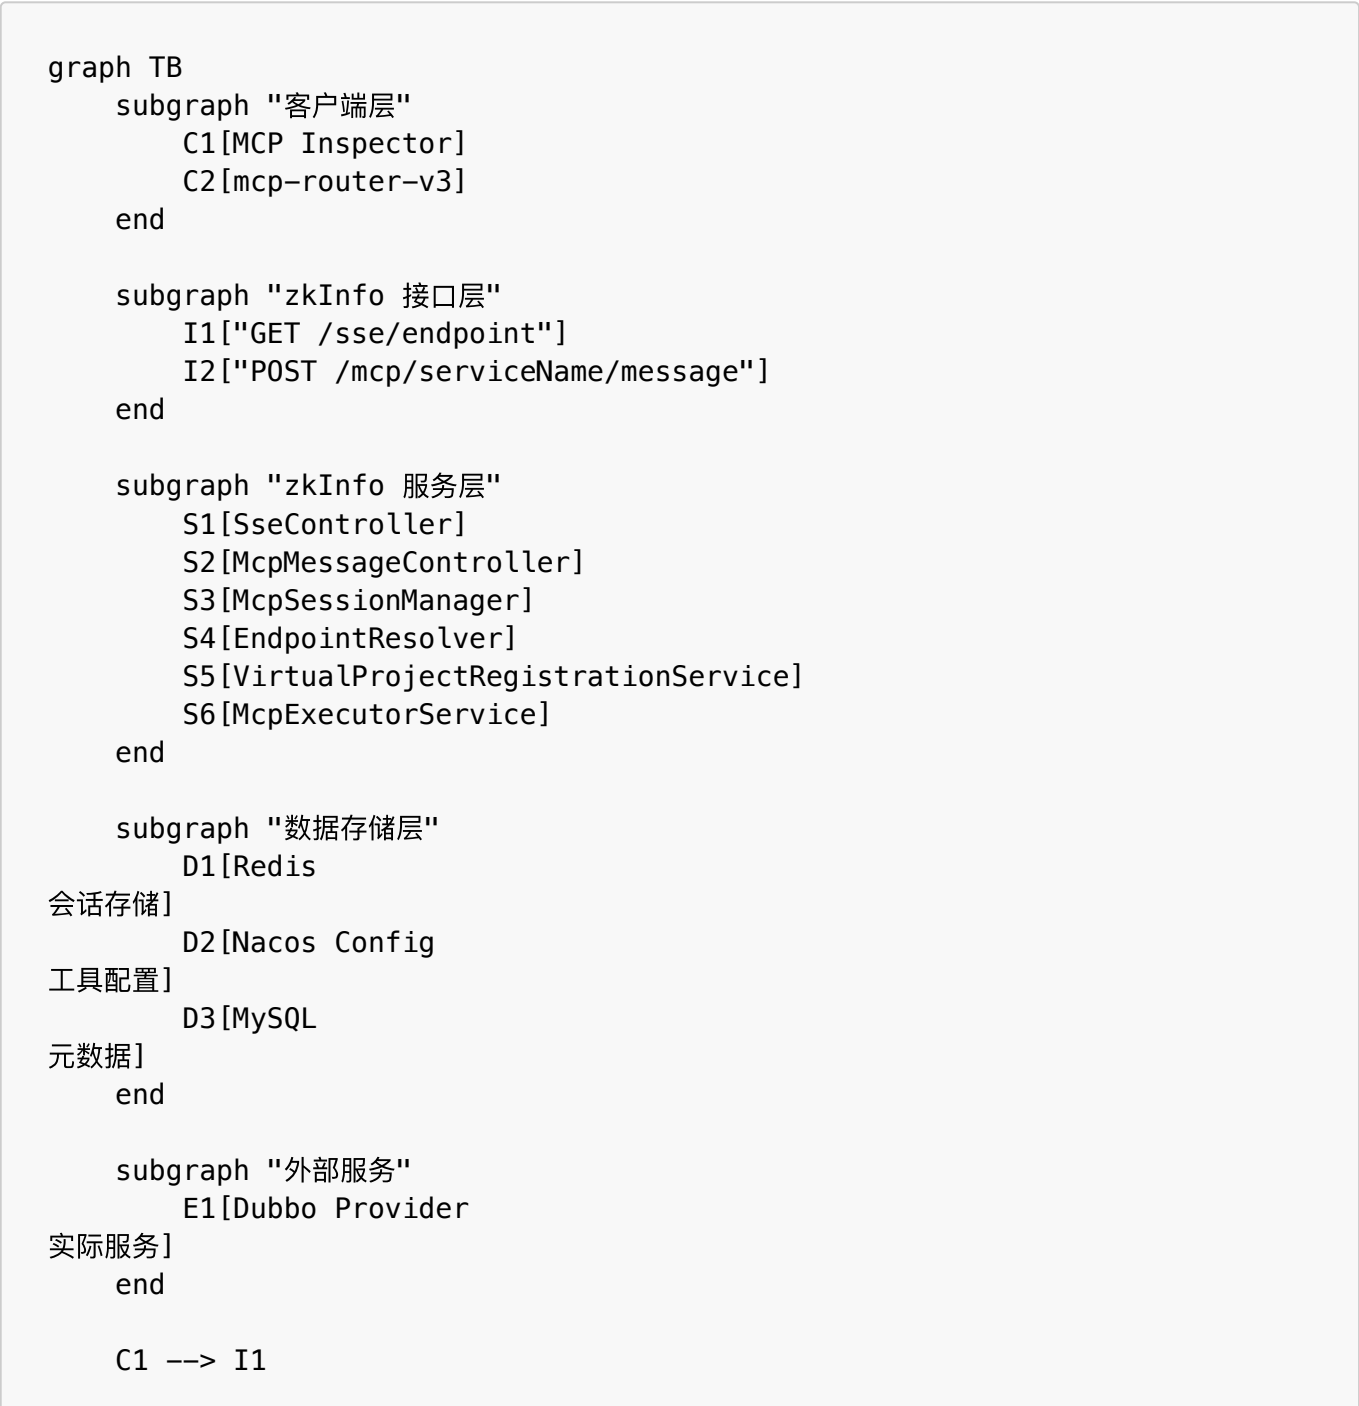 graph TB
    subgraph "客户端层"
        C1[MCP Inspector]
        C2[mcp-router-v3]
    end

    subgraph "zkInfo 接口层"
        I1["GET /sse/endpoint"]
        I2["POST /mcp/serviceName/message"]
    end

    subgraph "zkInfo 服务层"
        S1[SseController]
        S2[McpMessageController]
        S3[McpSessionManager]
        S4[EndpointResolver]
        S5[VirtualProjectRegistrationService]
        S6[McpExecutorService]
    end

    subgraph "数据存储层"
        D1[Redis
会话存储]
        D2[Nacos Config
工具配置]
        D3[MySQL
元数据]
    end

    subgraph "外部服务"
        E1[Dubbo Provider
实际服务]
    end

    C1 --> I1